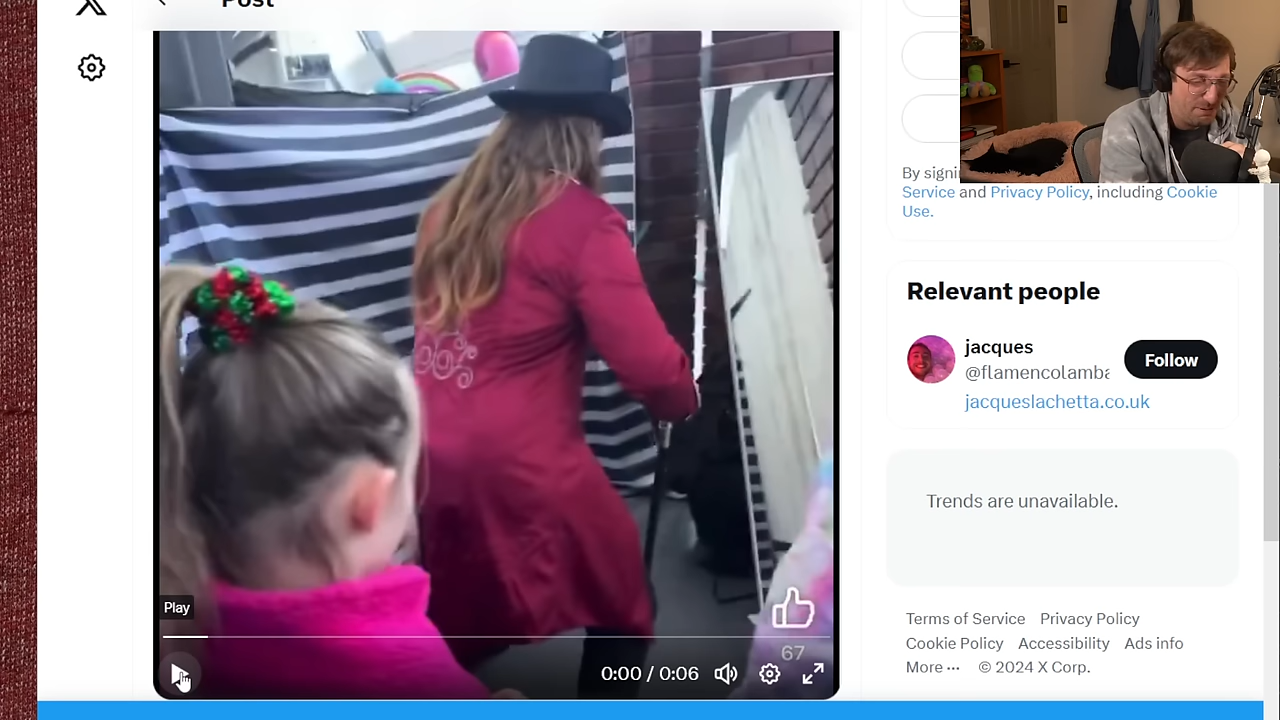 Post
By signi
Service and Privacy Policy, including Cookie
Use.
Relevant people
jacques
@flamencolamba
Follow
jacqueslachetta.co.uk
Trends are unavailable.
Play
67
0:00 / 0:06
Terms of Service Privacy Policy
Cookie Policy Accessibility Ads info
More ··· © 2024 X Corp.